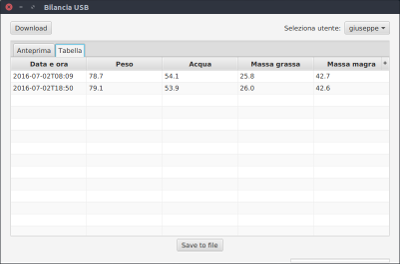 Bilancia USB
Download Seleziona utente: giuseppe
Anteprima Tabella
Data e ora Peso Acqua Massa grassa Massa magra
2016-07-02T08:09 78.7 54.1 25.8 42.7
2016-07-02T18:50 79.1 53.9 26.0 42.6
Save to file